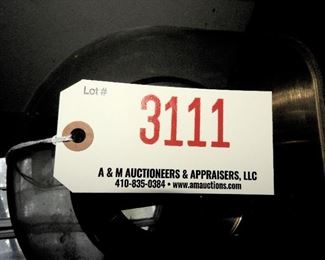 Lot #
3111
A & M AUCTIONEERS & APPRAISERS, LLC
410-835-0384 • www.amauctions.com